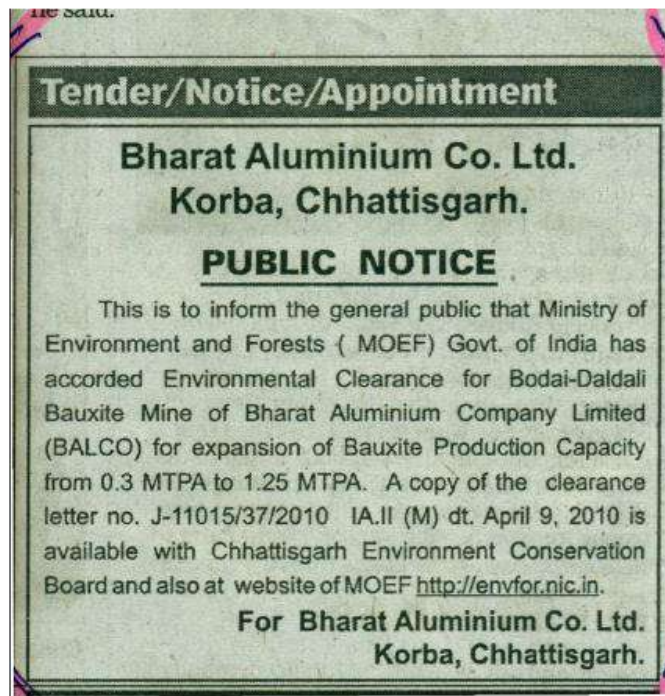 he said.
Tender/Notice/Appointment
Bharat Aluminium Co. Ltd.
Korba, Chhattisgarh.
PUBLIC NOTICE
This is to inform the general public that Ministry of
Environment and Forests ( MOEF) Govt. of India has
accorded Environmental Clearance for Bodai-Daldali
Bauxite Mine of Bharat Aluminium Company Limited
(BALCO) for expansion of Bauxite Production Capacity
from 0.3 MTPA to 1.25 MTPA. A copy of the clearance
letter no. J-11015/37/2010 IA.II (M) dt. April 9, 2010 is
available with Chhattisgarh Environment Conservation
Board and also at website of MOEF http://envfor.nic.in.
For Bharat Aluminium Co. Ltd.
Korba, Chhattisgarh.